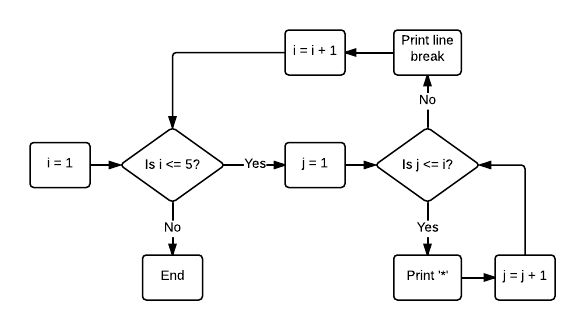 i = i + 1
Print line
break
No
i = 1
Is i <= 5?
Yes
j = 1
Is j <= i?
No
Yes
End
Print '*'
j = j + 1